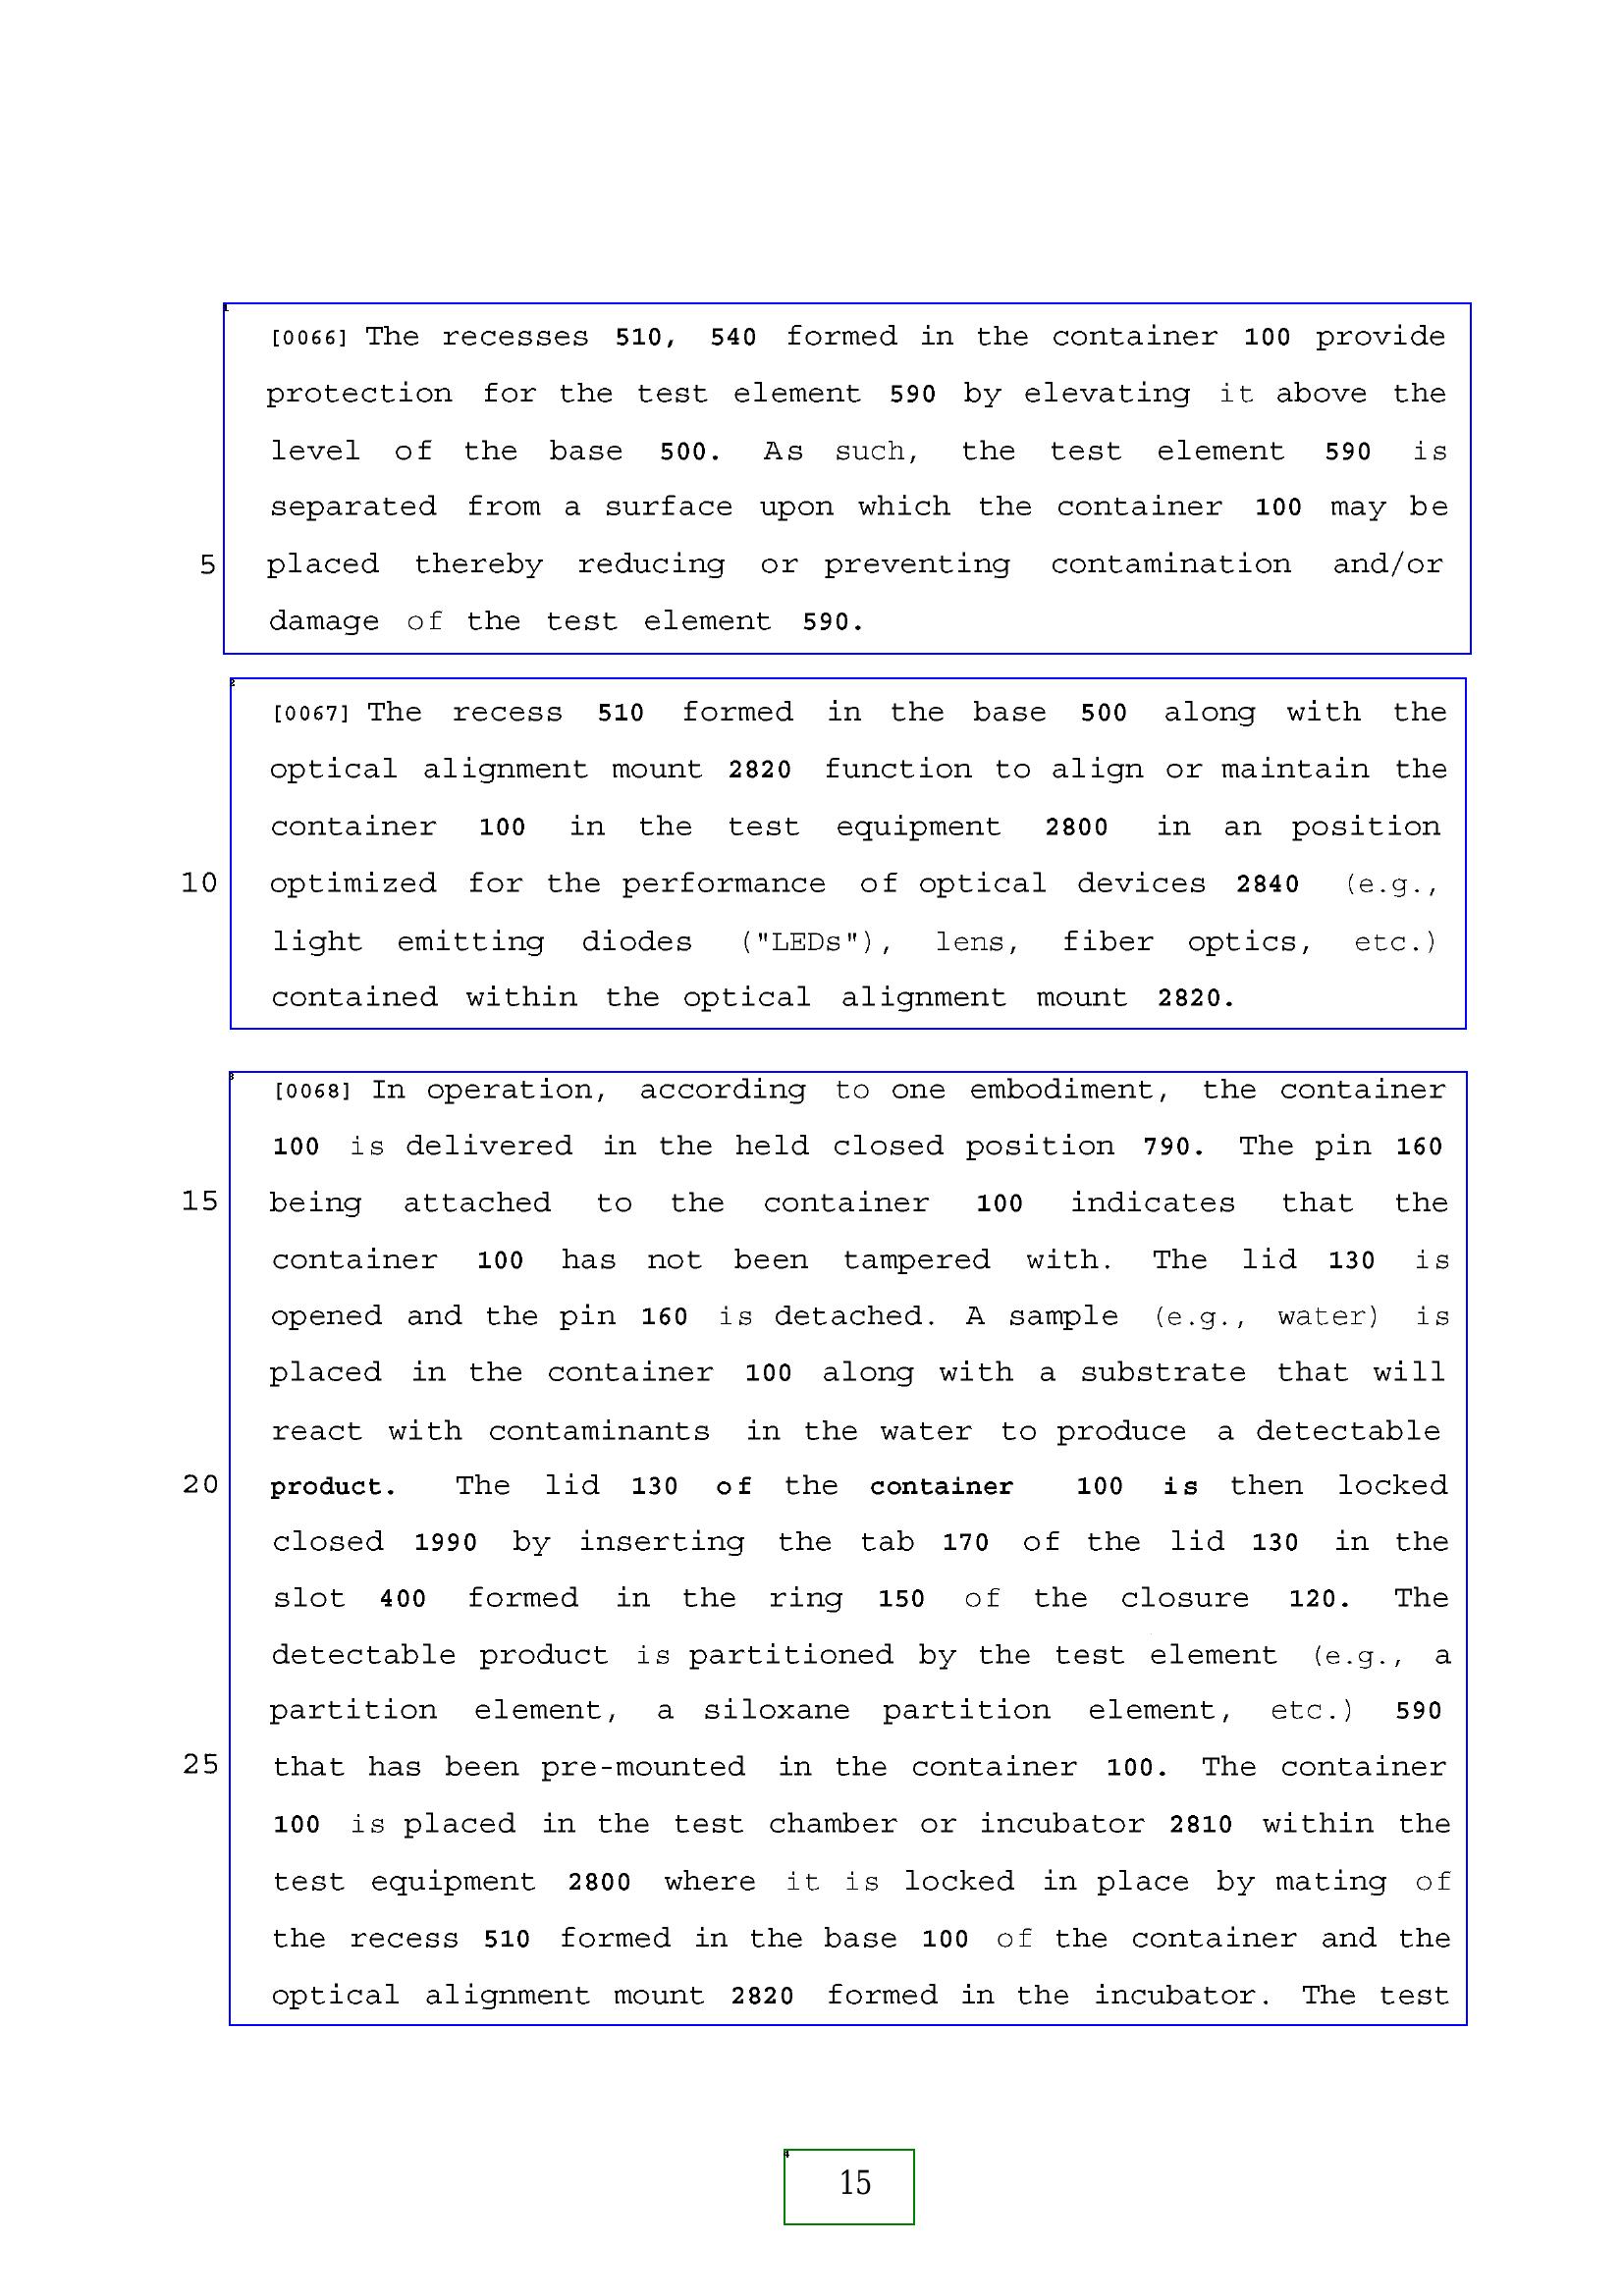 [0066] The recesses 510, 540 formed in the container 100 provide
protection for the test element 590 by elevating it above the
level of the base 500. As such, the test element 590 is
separated from a surface upon which the container 100 may be
5 placed thereby reducing or preventing contamination and/or
damage of the test element 590.
[0067] The recess 510 formed in the base 500 along with the
optical alignment mount 2820 function to align or maintain the
container 100 in the test equipment 2800 in an position
10 optimized for the performance of optical devices 2840 (e.g.,
light emitting diodes ("LEDs"), lens, fiber optics, etc.)
contained within the optical alignment mount 2820.
[0068] In operation, according to one embodiment, the container
100 is delivered in the held closed position 790. The pin 160
15 being attached to the container 100 indicates that the
container 100 has not been tampered with. The lid 130 is
opened and the pin 160 is detached. A sample (e.g., water) is
placed in the container 100 along with a substrate that will
react with contaminants in the water to produce a detectable
20 product. The lid 130 of the container 100 is then locked
closed 1990 by inserting the tab 170 of the lid 130 in the
slot 400 formed in the ring 150 of the closure 120. The
detectable product is partitioned by the test element (e.g., a
partition element, a siloxane partition element, etc.) 590
25 that has been pre-mounted in the container 100. The container
100 is placed in the test chamber or incubator 2810 within the
test equipment 2800 where it is locked in place by mating of
the recess 510 formed in the base 100 of the container and the
optical alignment mount 2820 formed in the incubator. The test
15